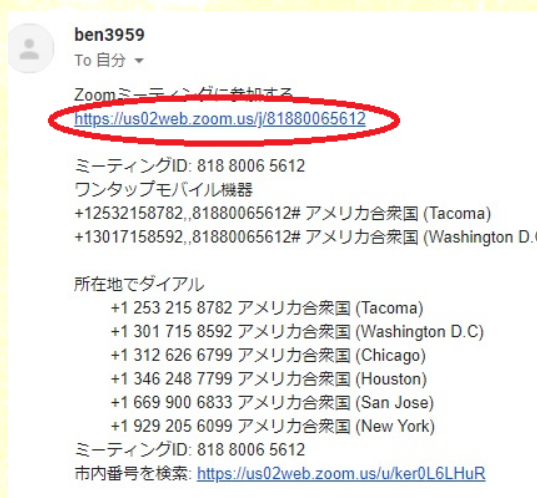 ben3959
To 自分
Zoomミーティングに参加する
https://us02web.zoom.us/j/81880065612
ミーティングID: 818 8006 5612
ワンタップモバイル機器
+12532158782,,81880065612# アメリカ合衆国 (Tacoma)
+13017158592,,81880065612# アメリカ合衆国 (Washington D.
所在地でダイアル
+1 253 215 8782 アメリカ合衆国 (Tacoma)
+1 301 715 8592 アメリカ合衆国 (Washington D.C)
+1 312 626 6799 アメリカ合衆国 (Chicago)
+1 346 248 7799 アメリカ合衆国 (Houston)
+1 669 900 6833 アメリカ合衆国 (San Jose)
+1 929 205 6099 アメリカ合衆国 (New York)
ミーティングID: 818 8006 5612
市内番号を検索: https://us02web.zoom.us/u/ker0L6LHuR